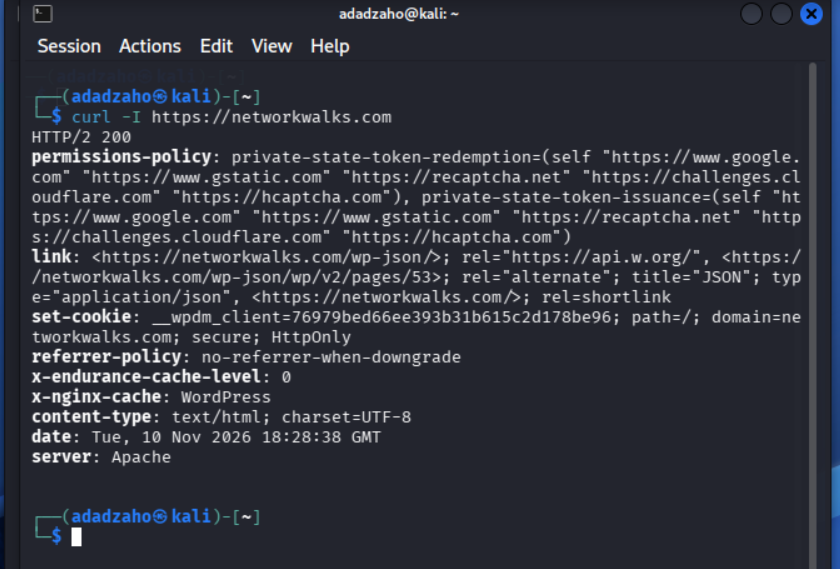 adadzaho@kali: ~
Session Actions Edit View Help
┌──(adadzaho㉿kali)-[~]
└─$ curl -I https://networkwalks.com
HTTP/2 200
permissions-policy: private-state-token-redemption=(self "https://www.google.
com" "https://www.gstatic.com" "https://recaptcha.net" "https://challenges.cl
oudflare.com" "https://hcaptcha.com"), private-state-token-issuance=(self "ht
tps://www.google.com" "https://www.gstatic.com" "https://recaptcha.net" "http
s://challenges.cloudflare.com" "https://hcaptcha.com")
link: <https://networkwalks.com/wp-json/>; rel="https://api.w.org/", <https:/
/networkwalks.com/wp-json/wp/v2/pages/53>; rel="alternate"; title="JSON"; typ
e="application/json", <https://networkwalks.com/>; rel=shortlink
set-cookie: __wpdm_client=76979bed66ee393b31b615c2d178be96; path=/; domain=ne
tworkwalks.com; secure; HttpOnly
referrer-policy: no-referrer-when-downgrade
x-endurance-cache-level: 0
x-nginx-cache: WordPress
content-type: text/html; charset=UTF-8
date: Tue, 10 Nov 2026 18:28:38 GMT
server: Apache
┌──(adadzaho㉿kali)-[~]
└─$